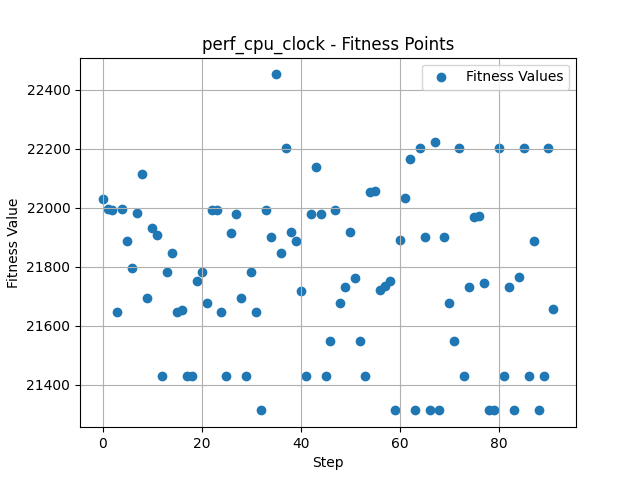 perf_cpu_clock - Fitness Points
Fitness Values
22400
22200
22000
21800
21600
21400
Fitness Value
0 20 40 60 80
Step